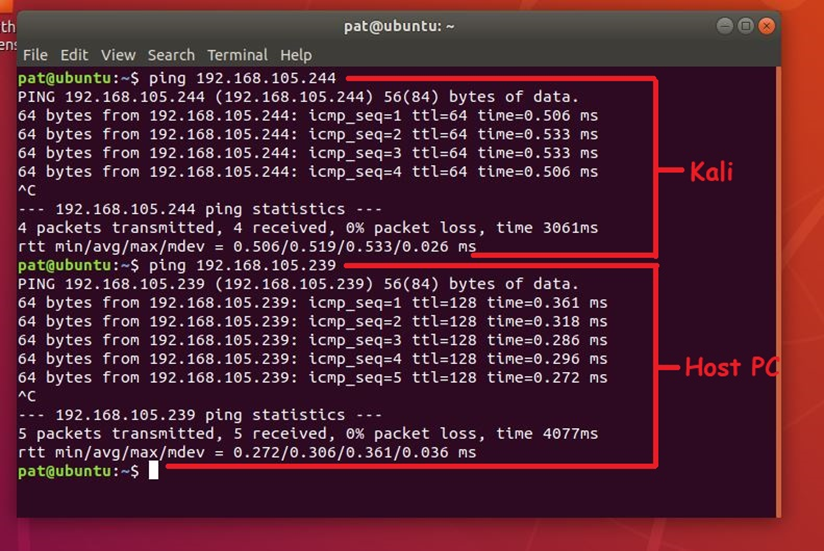 th
ens
pat@ubuntu: ~
File Edit View Search Terminal Help
pat@ubuntu:~$ ping 192.168.105.244
PING 192.168.105.244 (192.168.105.244) 56(84) bytes of data.
64 bytes from 192.168.105.244: icmp_seq=1 ttl=64 time=0.506 ms
64 bytes from 192.168.105.244: icmp_seq=2 ttl=64 time=0.533 ms
64 bytes from 192.168.105.244: icmp_seq=3 ttl=64 time=0.533 ms
64 bytes from 192.168.105.244: icmp_seq=4 ttl=64 time=0.506 ms
^C
--- 192.168.105.244 ping statistics ---
4 packets transmitted, 4 received, 0% packet loss, time 3061ms
rtt min/avg/max/mdev = 0.506/0.519/0.533/0.026 ms
Kali
pat@ubuntu:~$ ping 192.168.105.239
PING 192.168.105.239 (192.168.105.239) 56(84) bytes of data.
64 bytes from 192.168.105.239: icmp_seq=1 ttl=128 time=0.361 ms
64 bytes from 192.168.105.239: icmp_seq=2 ttl=128 time=0.318 ms
64 bytes from 192.168.105.239: icmp_seq=3 ttl=128 time=0.286 ms
64 bytes from 192.168.105.239: icmp_seq=4 ttl=128 time=0.296 ms
64 bytes from 192.168.105.239: icmp_seq=5 ttl=128 time=0.272 ms
^C
--- 192.168.105.239 ping statistics ---
5 packets transmitted, 5 received, 0% packet loss, time 4077ms
rtt min/avg/max/mdev = 0.272/0.306/0.361/0.036 ms
Host PC
pat@ubuntu:~$